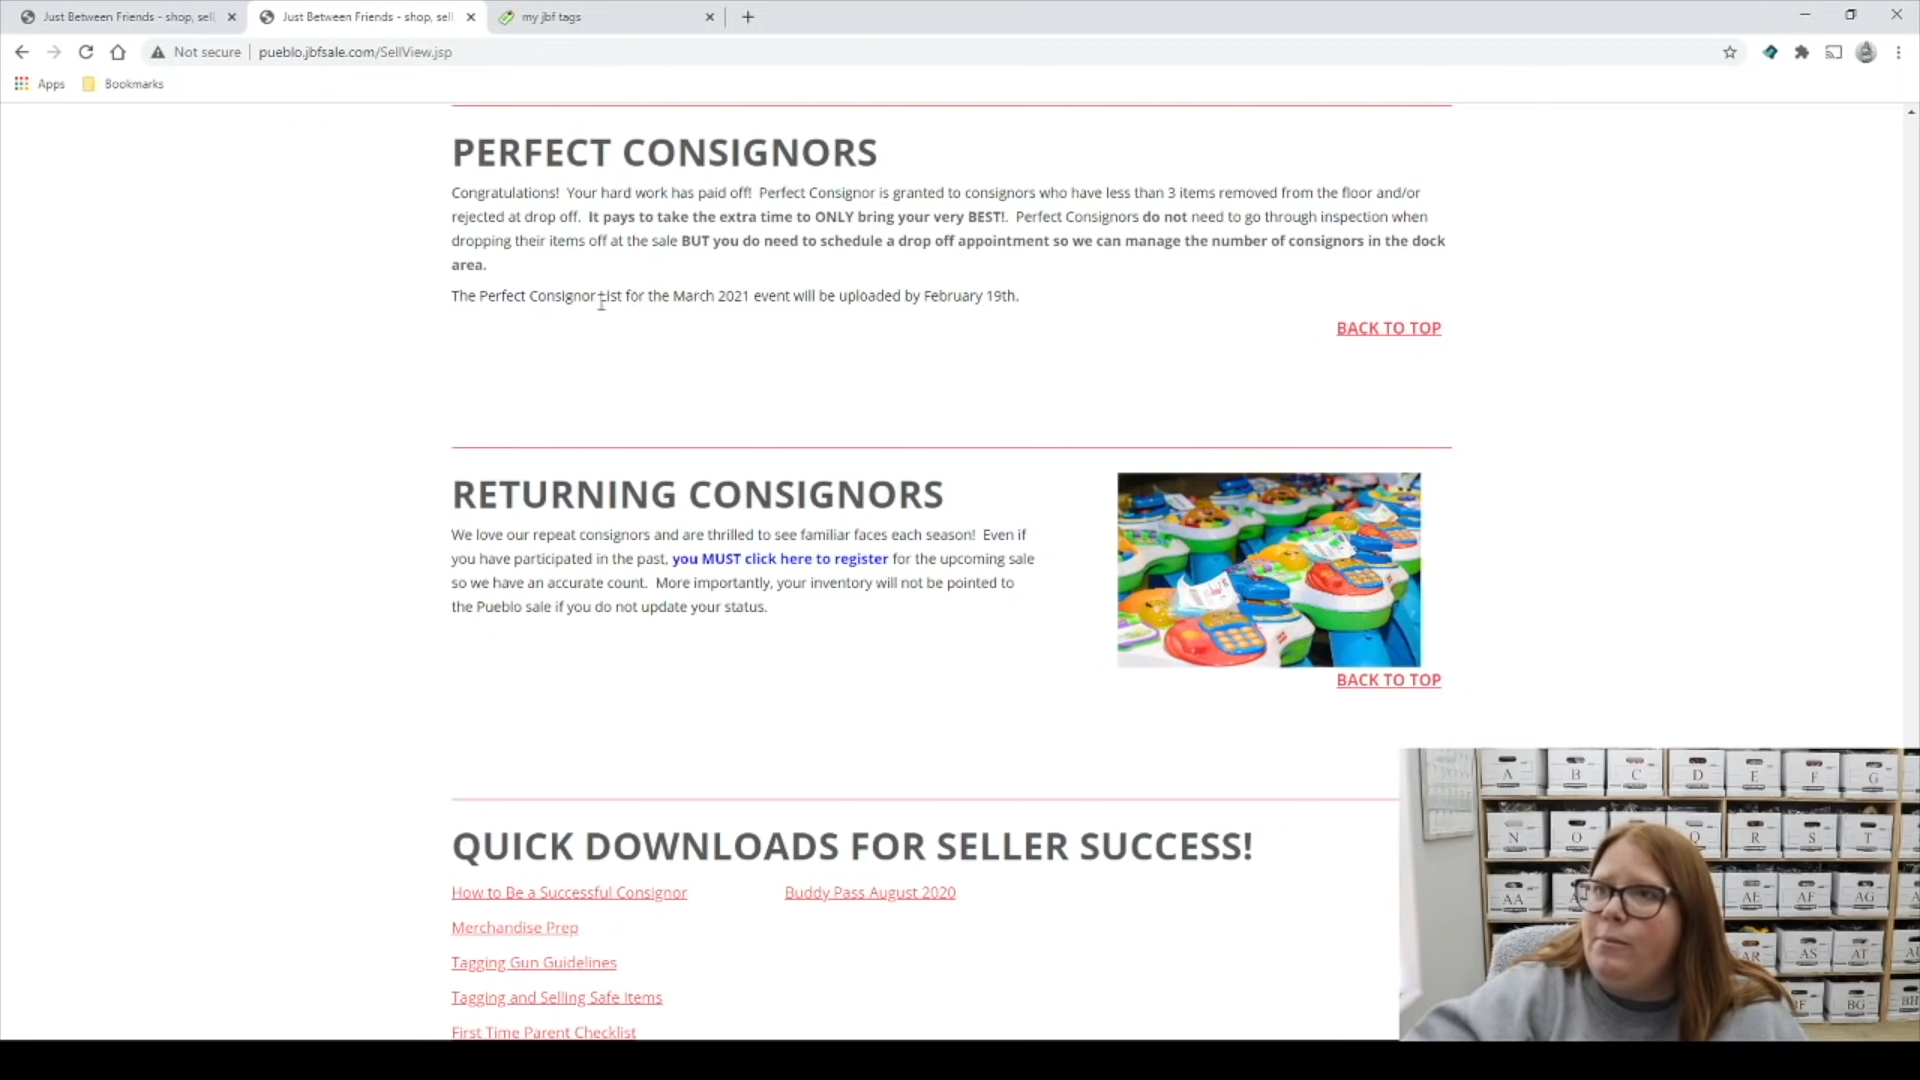 Just Between Friends - shop, sell
Just Between Friends - shop, sell
my jbf tags
Not secure
pueblo.jbfsale.com/SellView.jsp
Apps
Bookmarks
PERFECT CONSIGNORS
Congratulations! Your hard work has paid off! Perfect Consignor is granted to consignors who have less than 3 items removed from the floor and/or
rejected at drop off. It pays to take the extra time to ONLY bring your very BEST!. Perfect Consignors do not need to go through inspection when
dropping their items off at the sale BUT you do need to schedule a drop off appointment so we can manage the number of consignors in the dock
area.
The Perfect Consignor List for the March 2021 event will be uploaded by February 19th.
BACK TO TOP
RETURNING CONSIGNORS
We love our repeat consignors and are thrilled to see familiar faces each season! Even if
you have participated in the past, you MUST click here to register for the upcoming sale
so we have an accurate count. More importantly, your inventory will not be pointed to
the Pueblo sale if you do not update your status.
BACK TO TOP
QUICK DOWNLOADS FOR SELLER SUCCESS!
How to Be a Successful Consignor
Buddy Pass August 2020
Merchandise Prep
Tagging Gun Guidelines
Tagging and Selling Safe Items
First Time Parent Checklist
A B C D E F G
N O Q R S T
AA AE AF AG
AR AS AT
BF BG BH